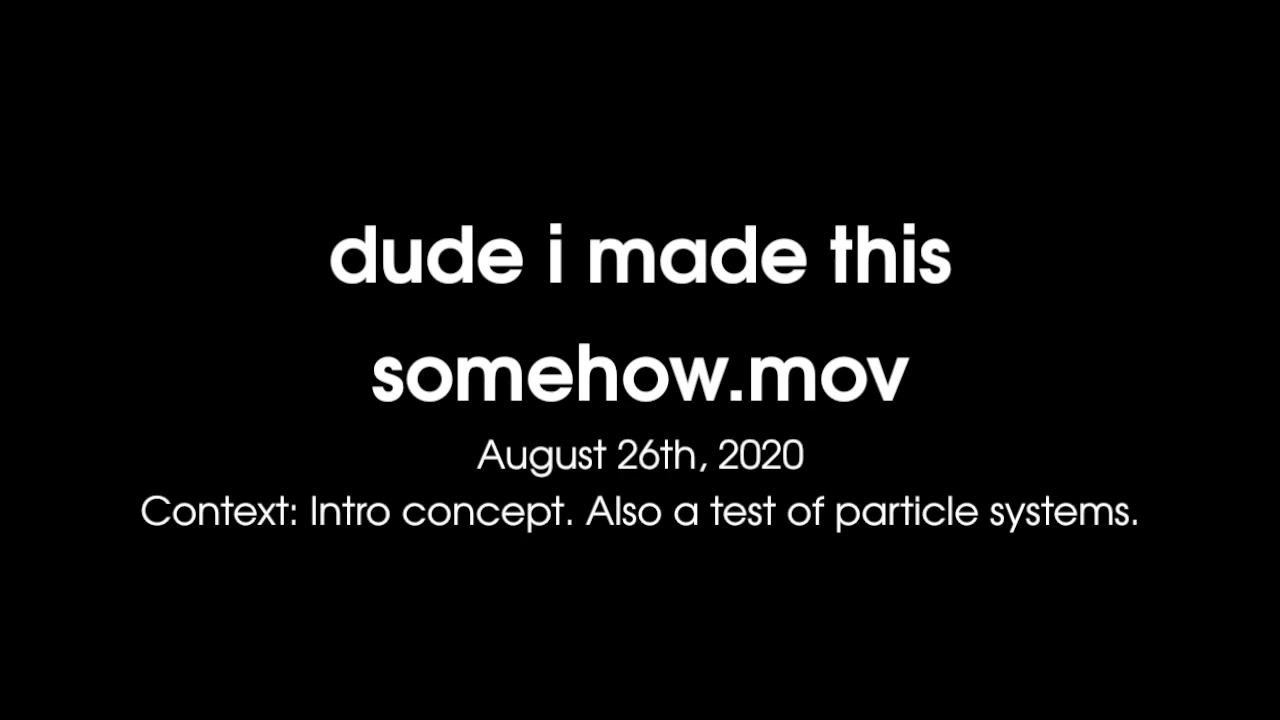 dude i made this
somehow.mov
August 26th, 2020
Context: Intro concept. Also a test of particle systems.